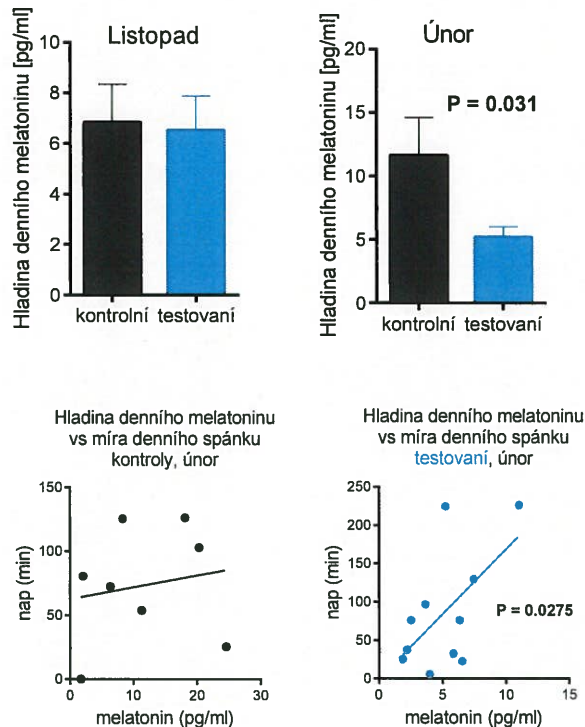 Listopad
Hladina denního melatoninu [pg/ml]
10
8
6
4
2
0
kontrolní testovaní
Únor
Hladina denního melatoninu [pg/ml]
20
15
10
5
0
P = 0.031
kontrolní testovaní
Hladina denního melatoninu
vs míra denního spánku
kontroly, únor
nap (min)
150
100
50
0
0 10 20 30
melatonin (pg/ml)
Hladina denního melatoninu
vs míra denního spánku
testovaní, únor
nap (min)
250
200
150
100
50
0
P = 0.0275
0 5 10 15
melatonin (pg/ml)